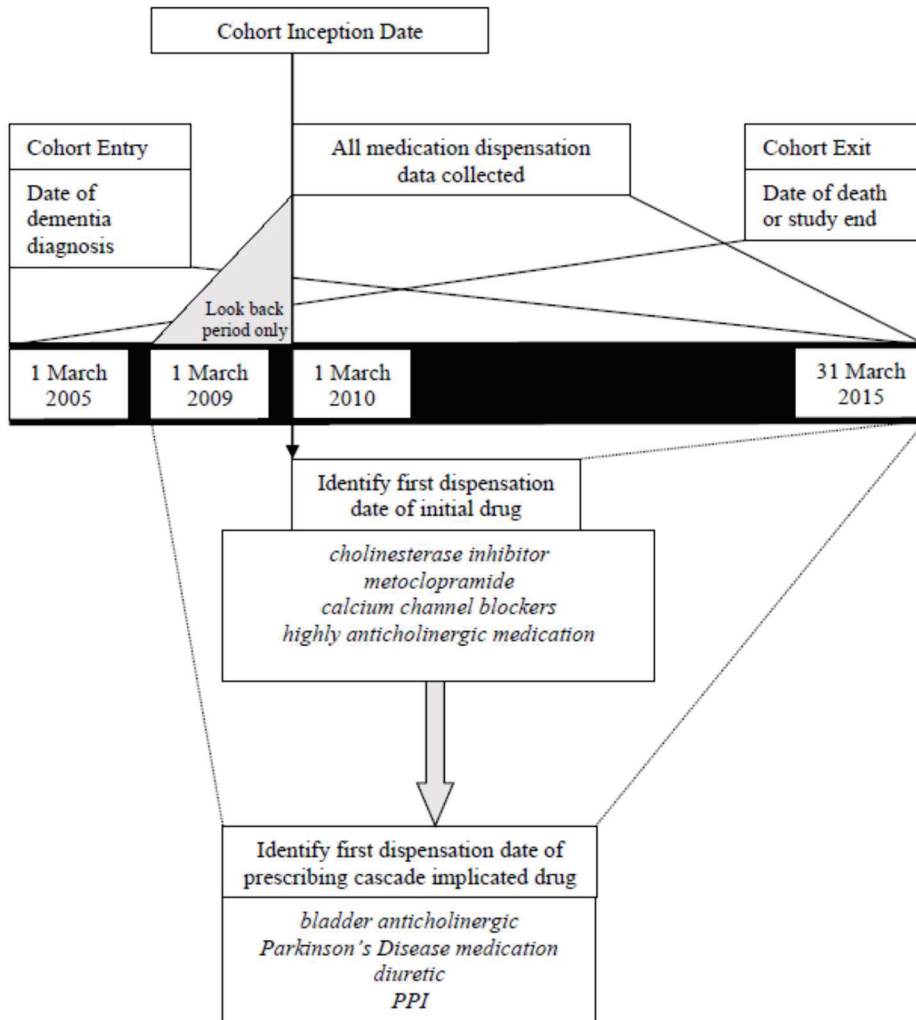 Cohort Inception Date
Cohort Entry
Date of
dementia
diagnosis
All medication dispensation
data collected
Cohort Exit
Date of death
or study end
Look back
period only
1 March
2005
1 March
2009
1 March
2010
31 March
2015
Identify first dispensation
date of initial drug
cholinesterase inhibitor
metoclopramide
calcium channel blockers
highly anticholinergic medication
Identify first dispensation date of
prescribing cascade implicated drug
bladder anticholinergic
Parkinson's Disease medication
diuretic
PPI